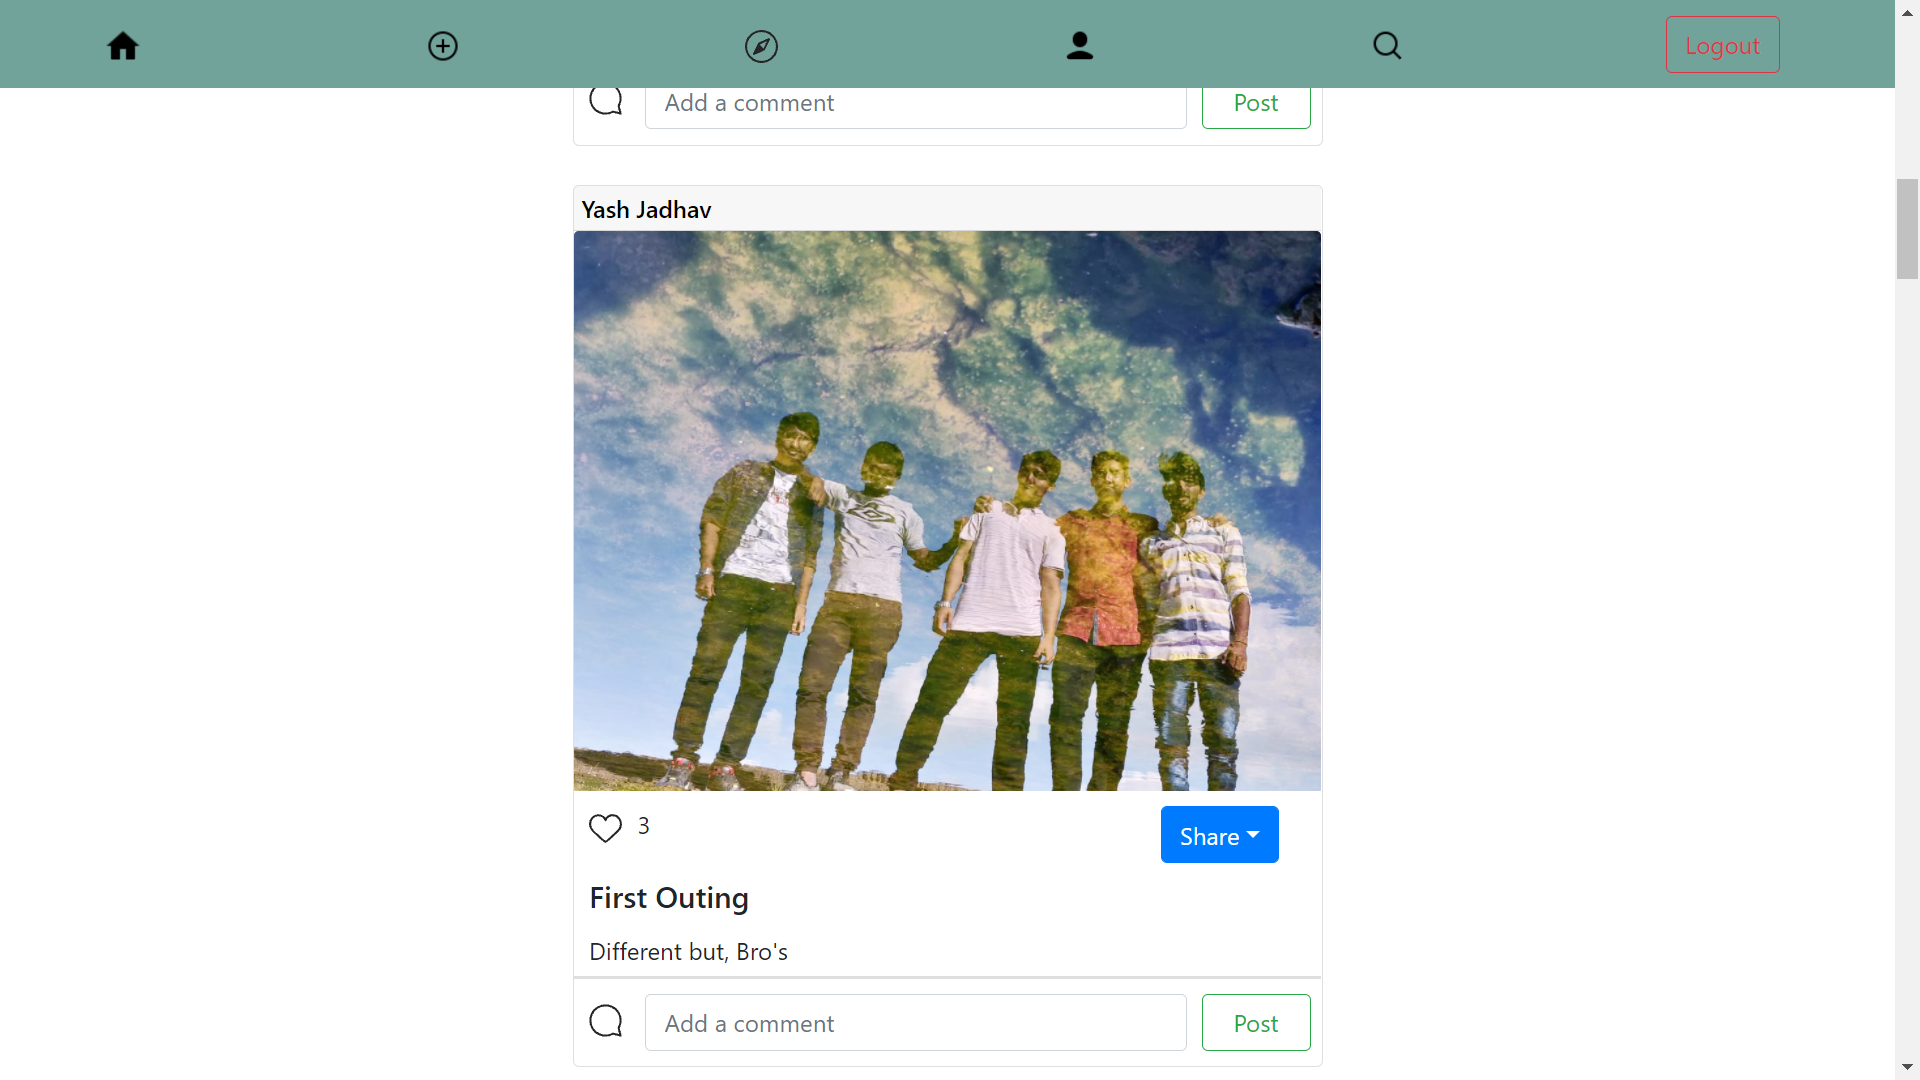 Logout
Add a comment
Post
Yash Jadhav
3
Share
First Outing
Different but, Bro's
Add a comment
Post